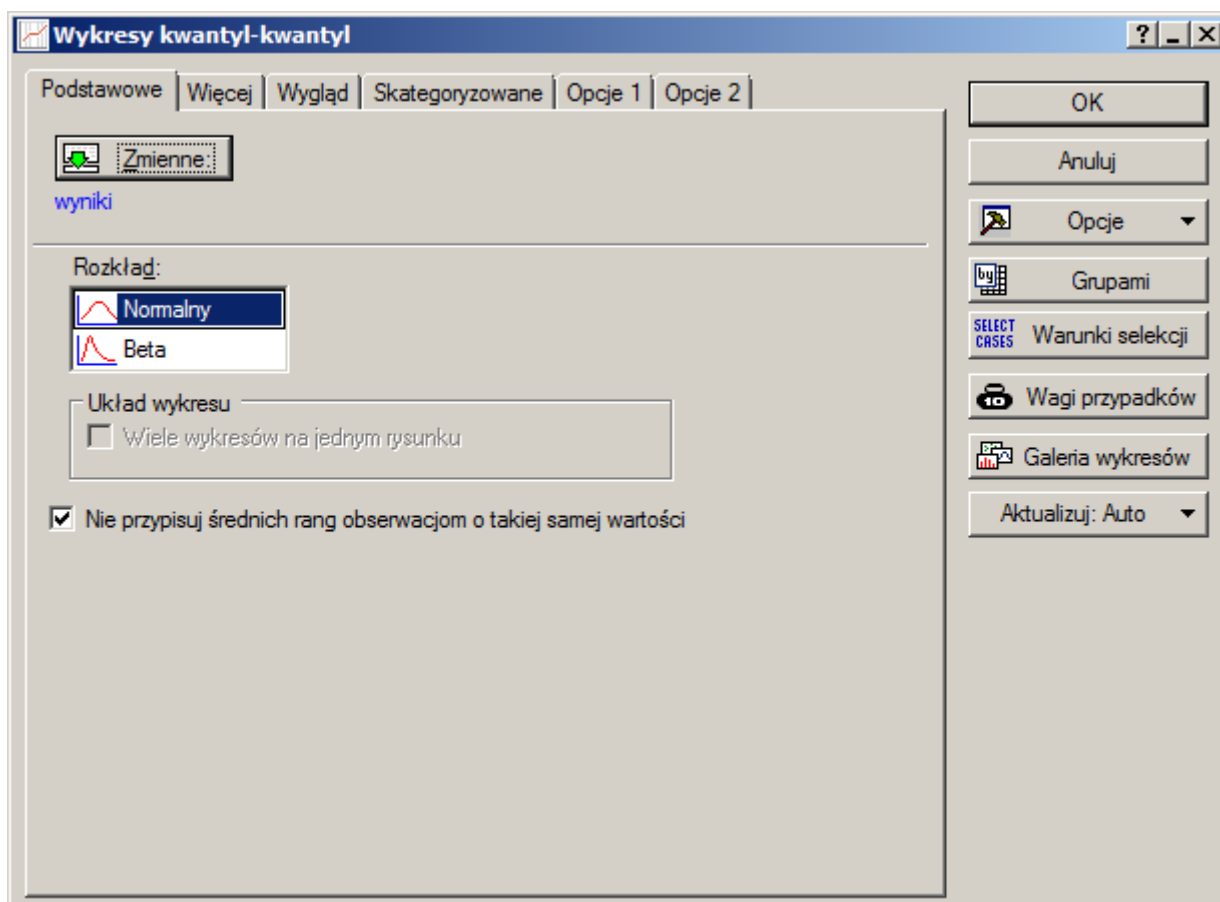 Wykresy kwantyl-kwantyl
Podstawowe Więcej Wygląd Skategoryzowane Opcje 1 Opcje 2
Zmienne:
wyniki
Rozkład:
Normalny
Beta
Układ wykresu
Wiele wykresów na jednym rysunku
Nie przypisuj średnich rang obserwacjom o takiej samej wartości
OK
Anuluj
Opcje
by Grupami
SELECT CASES Warunki selekcji
10 Wagi przypadków
Galeria wykresów
Aktualizuj: Auto